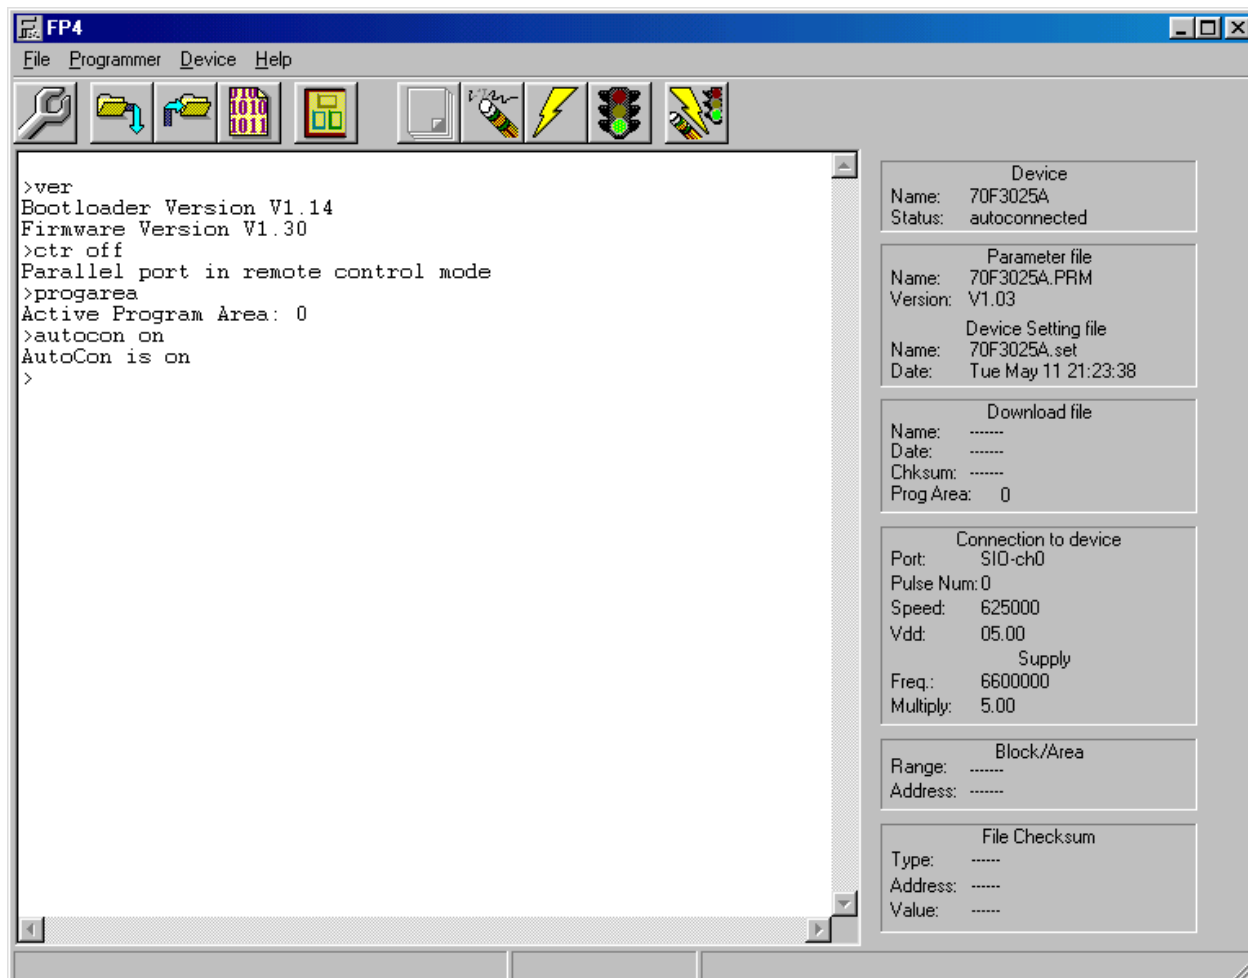 FP4
File Programmer Device Help
>ver
Bootloader Version V1.14
Firmware Version V1.30
>ctr off
Parallel port in remote control mode
>progarea
Active Program Area: 0
>autocon on
AutoCon is on
>
Device
Name: 70F3025A
Status: autoconnected
Parameter file
Name: 70F3025A.PRM
Version: V1.03
Device Setting file
Name: 70F3025A.set
Date: Tue May 11 21:23:38
Download file
Name: -------
Date: -------
Chksum: -------
Prog Area: 0
Connection to device
Port: SIO-ch0
Pulse Num: 0
Speed: 625000
Vdd: 05.00
Supply
Freq.: 6600000
Multiply: 5.00
Block/Area
Range: -------
Address: -------
File Checksum
Type: ------
Address: ------
Value: ------